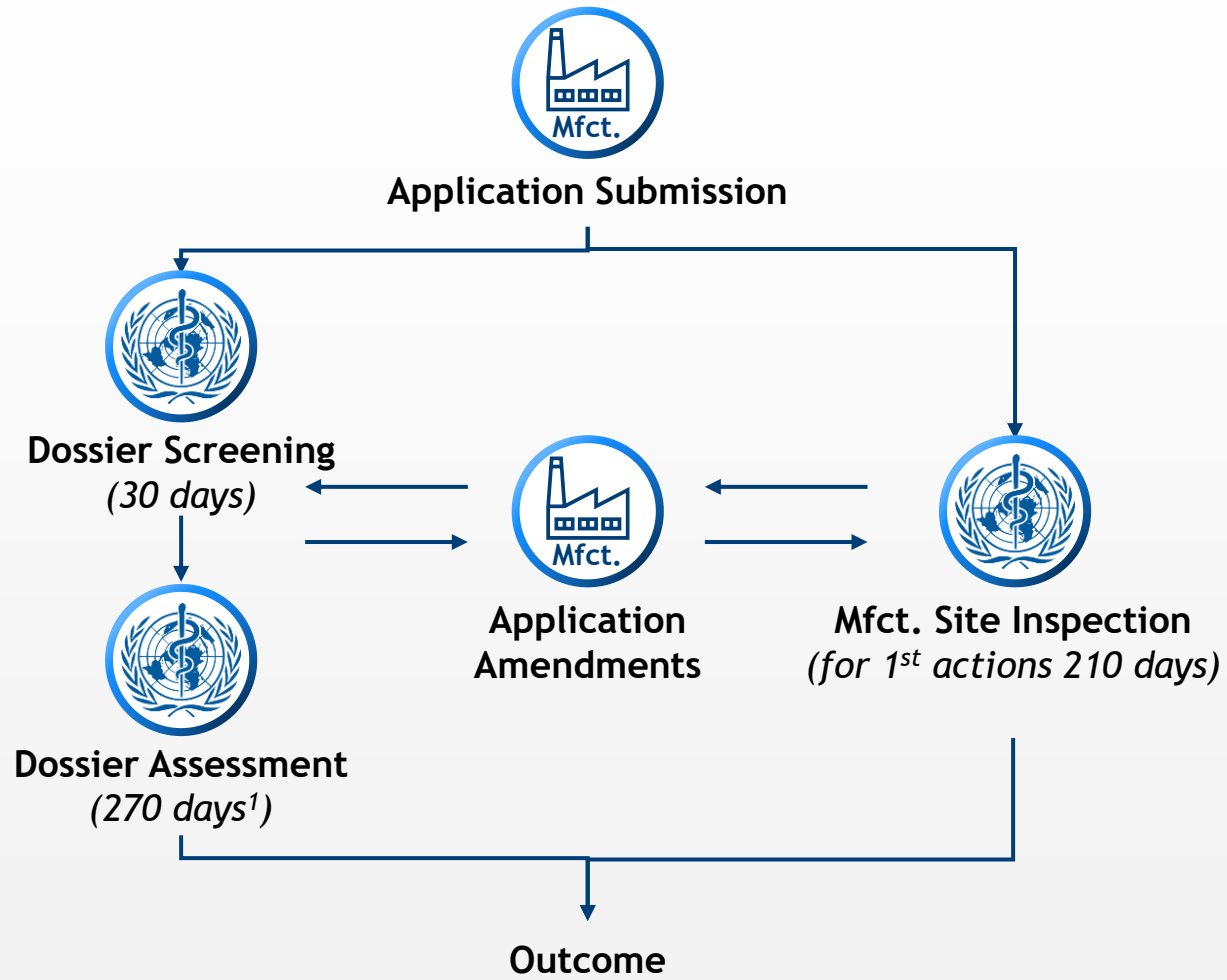 Mfct.
Application Submission
Dossier Screening
(30 days)
Mfct.
Application
Amendments
Mfct. Site Inspection
(for 1st actions 210 days)
Dossier Assessment
(270 days1)
Outcome